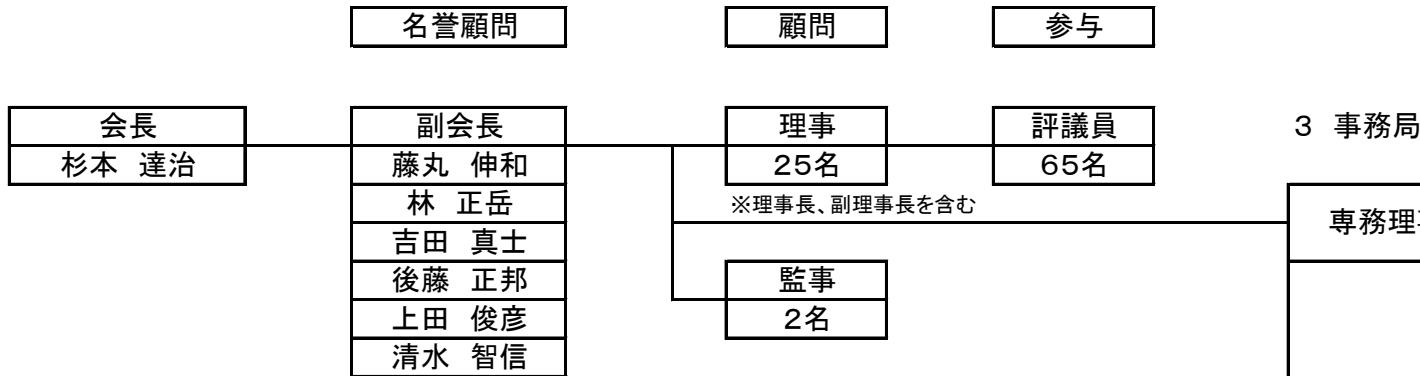 名誉顧問 顧問 参与
会長 副会長 理事 評議員 3 事務局
杉本 達治 藤丸 伸和 25名 65名
林 正岳 ※理事長、副理事長を含む
専務理
吉田 真士
後藤 正邦 監事
上田 俊彦 2名
清水 智信